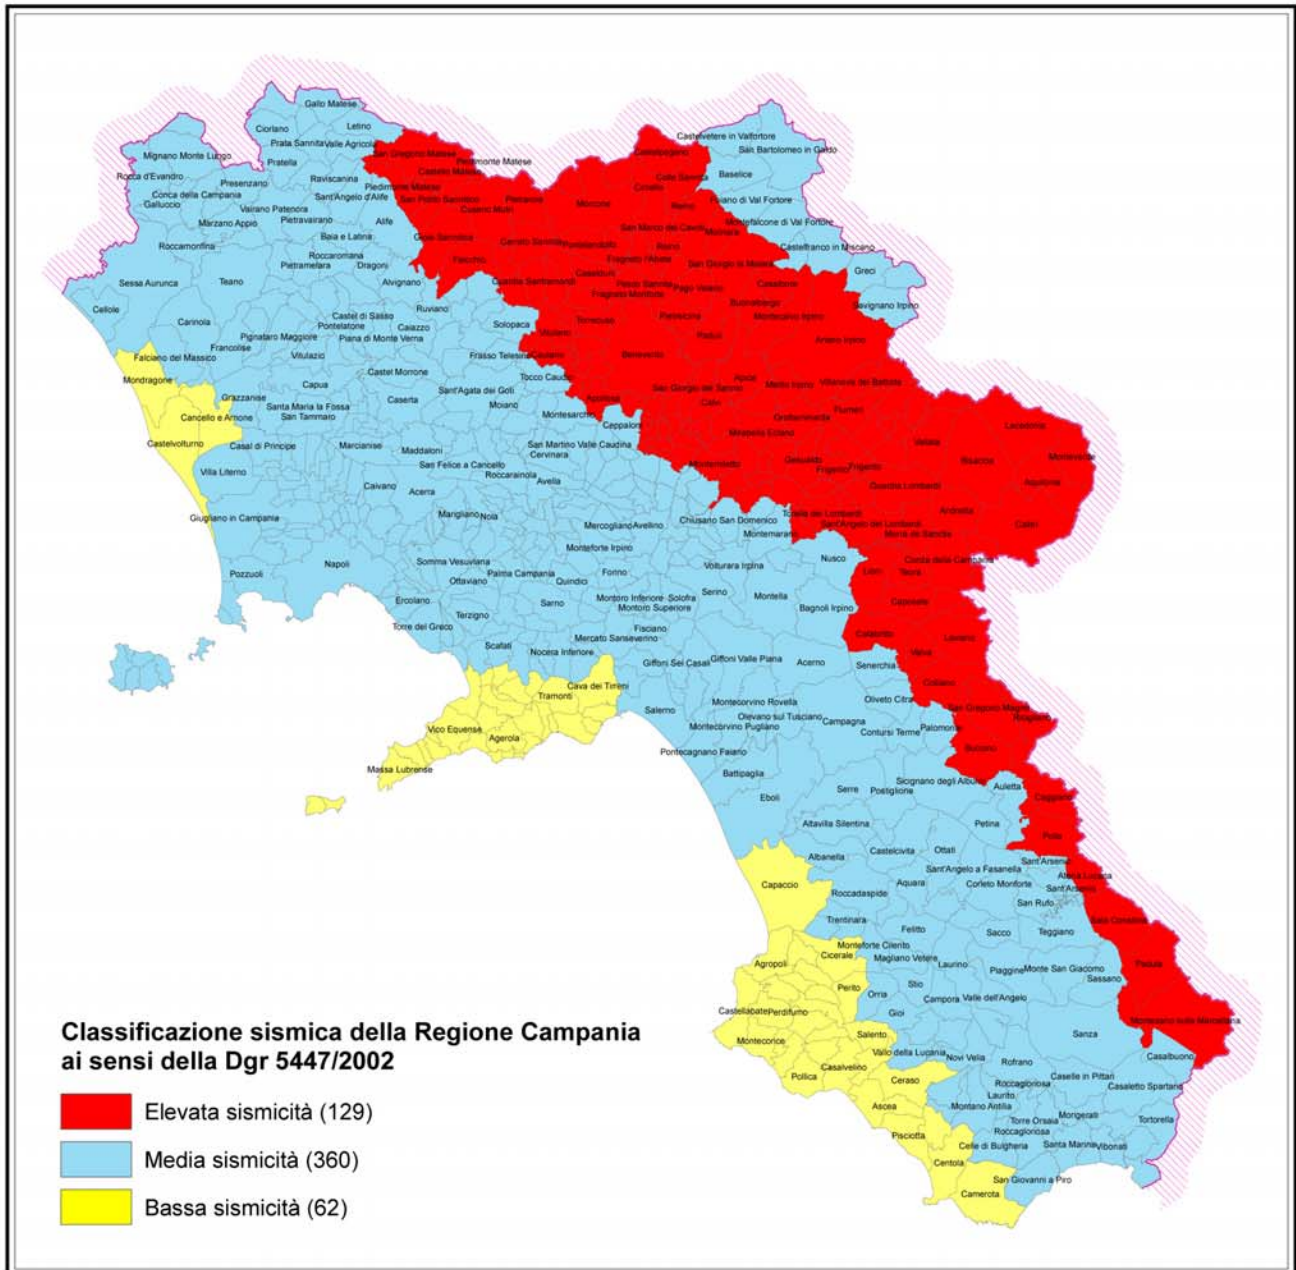 Gallo Matese
Ciorlano
Letino
Prata Sannita
Valle Agricola
Mignano Monte Lungo
Pratella
Rocca d'Evandro
Presenzano
Raviscanina
Conca della Campania
Galluccio
Sant'Angelo d'Alife
Vairano Patenora
Marzano Appio
Pietravairano
Alife
Roccamonfina
Baia e Latina
Roccaromana
Pietramelara
Dragoni
Sessa Aurunca
Teano
Alvignano
Cellole
Ruviano
Carinola
Castel di Sasso
Pontelatone
Caiazzo
Solopaca
Pignataro Maggiore
Piana di Monte Verna
Francolise
Vitulazio
Falciano del Massico
Frasso Telesino
Mondragone
Castel Morrone
Tocco Caudio
Capua
Grazzanise
Caserta
Sant'Agata dei Goti
Santa Maria la Fossa
San Tammaro
Moiano
Cancello e Arnone
Montesarchio
Ceppaloni
Castelvolturno
Casal di Principe
Marcianise
Maddaloni
San Martino Valle Caudina
Cervinara
Villa Literno
San Felice a Cancello
Roccarainola
Avella
Caivano
Acerra
Giugliano in Campania
Marigliano
Nola
San Gregorio Matese
Piedimonte Matese
Castello Matese
Piedimonte Matese
San Potito Sannitico
Cusano Mutri
Pietraroja
Gioia Sannitica
Cerreto Sannita
Pontelandolfo
Faicchio
Guardia Sanframondi
Morcone
Castelpagano
Colle Sannita
Circello
Reino
San Marco dei Cavoti
Molinara
Reino
Fragneto l'Abate
San Giorgio la Molara
Casalduni
Pesco Sannita
Fragneto Monforte
Pago Veiano
Casalbore
Buonalbergo
Torrecuso
Pietrelcina
Montecalvo Irpino
Vitulano
Paduli
Ariano Irpino
Benevento
Apice
Melito Irpino
Villanova del Battista
San Giorgio del Sannio
Apollosa
Calvi
Grottaminarda
Flumeri
Mirabella Eclano
Vallata
Lacedonia
Bisaccia
Monteverde
Gesualdo
Frigento
Frigento
Guardia Lombardi
Aquilonia
Andretta
Calitri
Castelvetere in Valfortore
San Bartolomeo in Galdo
Baselice
Foiano di Val Fortore
Montefalcone di Val Fortore
Castelfranco in Miscano
Greci
Savignano Irpino
Mercogliano
Avellino
Chiusano San Domenico
Torella dei Lombardi
Sant'Angelo dei Lombardi
Morra de Sanctis
Montemarano
Monteforte Irpino
Nusco
Conza della Campania
Napoli
Somma Vesuviana
Voiturara Irpina
Lioni
Teora
Pozzuoli
Ottaviano
Palma Campania
Forino
Quindici
Serino
Montella
Ercolano
Sarno
Montoro Inferiore
Solofra
Montoro Superiore
Bagnoli Irpino
Caposele
Terzigno
Torre del Greco
Fisciano
Mercato Sanseverino
Calabritto
Laviano
Scafati
Nocera Inferiore
Giffoni Sei Casali
Giffoni Valle Piana
Acerno
Senerchia
Valva
Cava dei Tirreni
Colliano
Tramonti
Oliveto Citra
Salerno
Montecorvino Rovella
Olevano sul Tusciano
San Gregorio Magno
Ricigliano
Vico Equense
Montecorvino Pugliano
Campagna
Contursi Terme
Palomonte
Agerola
Pontecagnano Faiano
Buccino
Massa Lubrense
Battipaglia
Sicignano degli Alburni
Serre
Postiglione
Auletta
Eboli
Caggiano
Altavilla Silentina
Petina
Polla
Albanella
Castelcivita
Ottati
Sant'Arsenio
Sant'Angelo a Fasanella
Atena Lucana
Capaccio
Aquara
Corleto Monforte
Sant'Arsenio
Roccadaspide
San Rufo
Trentinara
Felitto
Sacco
Teggiano
Sala Consilina
Monteforte Cilento
Cicerale
Magliano Vetere
Agropoli
Laurino
Piaggine
Monte San Giacomo
Padula
Sassano
Perito
Stio
Orria
Campora
Valle dell'Angelo
Castellabate
Perdifumo
Gioi
Montesano sulla Marcellana
Montecorice
Salento
Sanza
Vallo della Lucania
Novi Velia
Rofrano
Casalbuono
Casalvelino
Pollica
Ceraso
Caselle in Pittari
Roccagloriosa
Casaletto Spartano
Laurito
Ascea
Montano Antilia
Morigerati
Torre Orsaia
Tortorella
Roccagloriosa
Pisciotta
Celle di Bulgheria
Santa Marina
Vibonati
Centola
San Giovanni a Piro
Camerota
Classificazione sismica della Regione Campania
ai sensi della Dgr 5447/2002
Elevata sismicità (129)
Media sismicità (360)
Bassa sismicità (62)